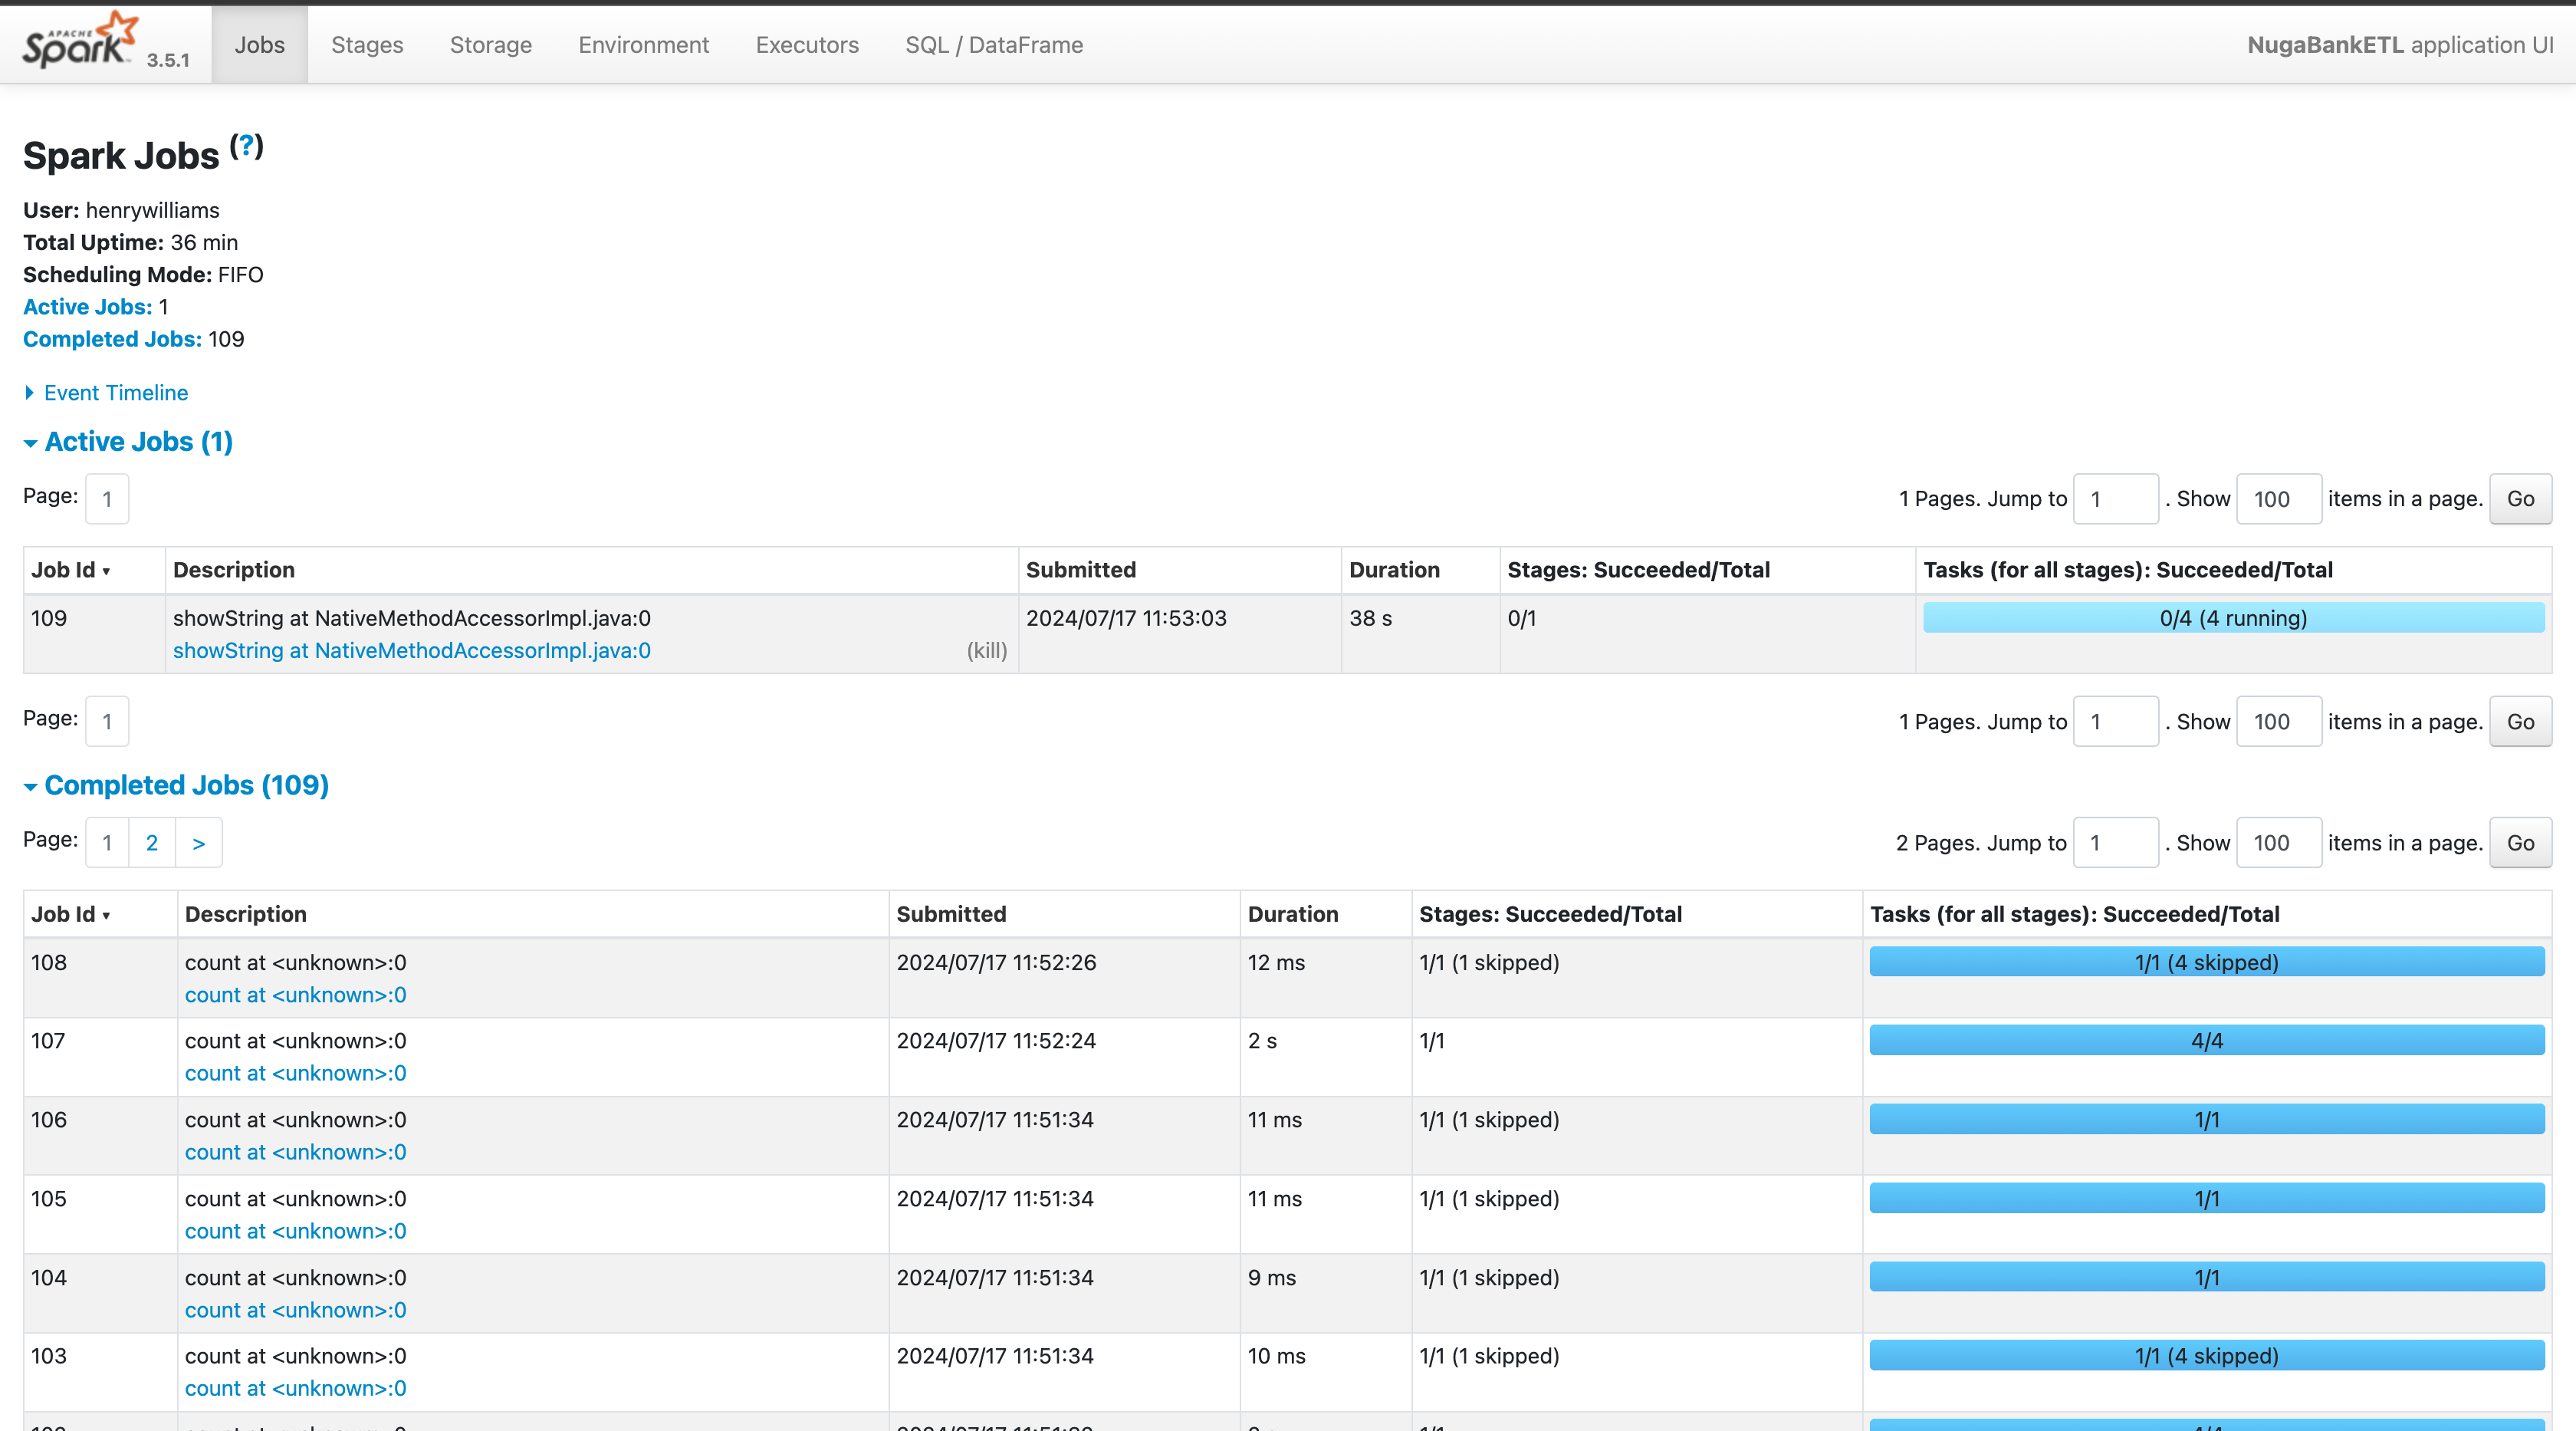 APACHE Spark 3.5.1 Jobs Stages Storage Environment Executors SQL / DataFrame NugaBankETL application UI
Spark Jobs (?)
User: henrywilliams
Total Uptime: 36 min
Scheduling Mode: FIFO
Active Jobs: 1
Completed Jobs: 109
Event Timeline
Active Jobs (1)
Page: 1 1 Pages. Jump to 1 . Show 100 items in a page. Go
Job Id ▾ Description Submitted Duration Stages: Succeeded/Total Tasks (for all stages): Succeeded/Total
109 showString at NativeMethodAccessorImpl.java:0 2024/07/17 11:53:03 38 s 0/1 0/4 (4 running)
showString at NativeMethodAccessorImpl.java:0 (kill)
Page: 1 1 Pages. Jump to 1 . Show 100 items in a page. Go
Completed Jobs (109)
Page: 1 2 > 2 Pages. Jump to 1 . Show 100 items in a page. Go
Job Id ▾ Description Submitted Duration Stages: Succeeded/Total Tasks (for all stages): Succeeded/Total
108 count at <unknown>:0 2024/07/17 11:52:26 12 ms 1/1 (1 skipped) 1/1 (4 skipped)
count at <unknown>:0
107 count at <unknown>:0 2024/07/17 11:52:24 2 s 1/1 4/4
count at <unknown>:0
106 count at <unknown>:0 2024/07/17 11:51:34 11 ms 1/1 (1 skipped) 1/1
count at <unknown>:0
105 count at <unknown>:0 2024/07/17 11:51:34 11 ms 1/1 (1 skipped) 1/1
count at <unknown>:0
104 count at <unknown>:0 2024/07/17 11:51:34 9 ms 1/1 (1 skipped) 1/1
count at <unknown>:0
103 count at <unknown>:0 2024/07/17 11:51:34 10 ms 1/1 (1 skipped) 1/1 (4 skipped)
count at <unknown>:0